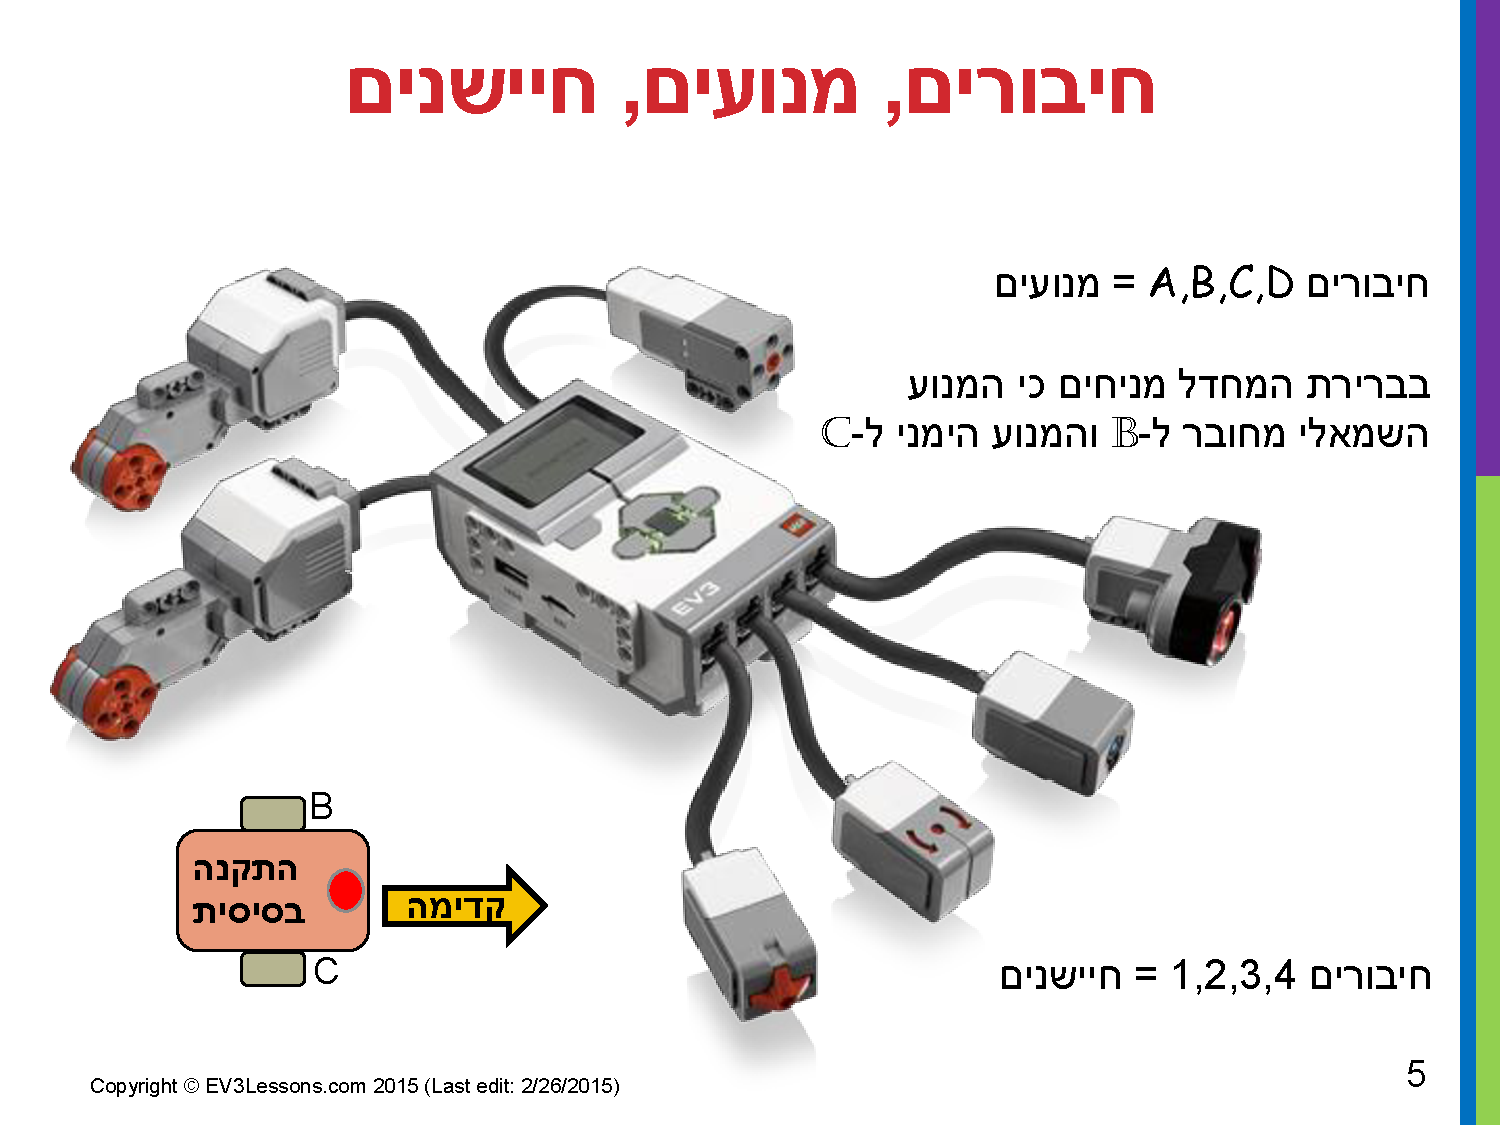 חיבורים, מנועים, חיישנים
חיבורים A,B,C,D = מנועים
בברירת המחדל מניחים כי המנוע
השמאלי מחובר ל-B והמנוע הימני ל-C
EV3
B
התקנה
בסיסית
קדימה
C
חיבורים 1,2,3,4 = חיישנים
5
Copyright © EV3Lessons.com 2015 (Last edit: 2/26/2015)